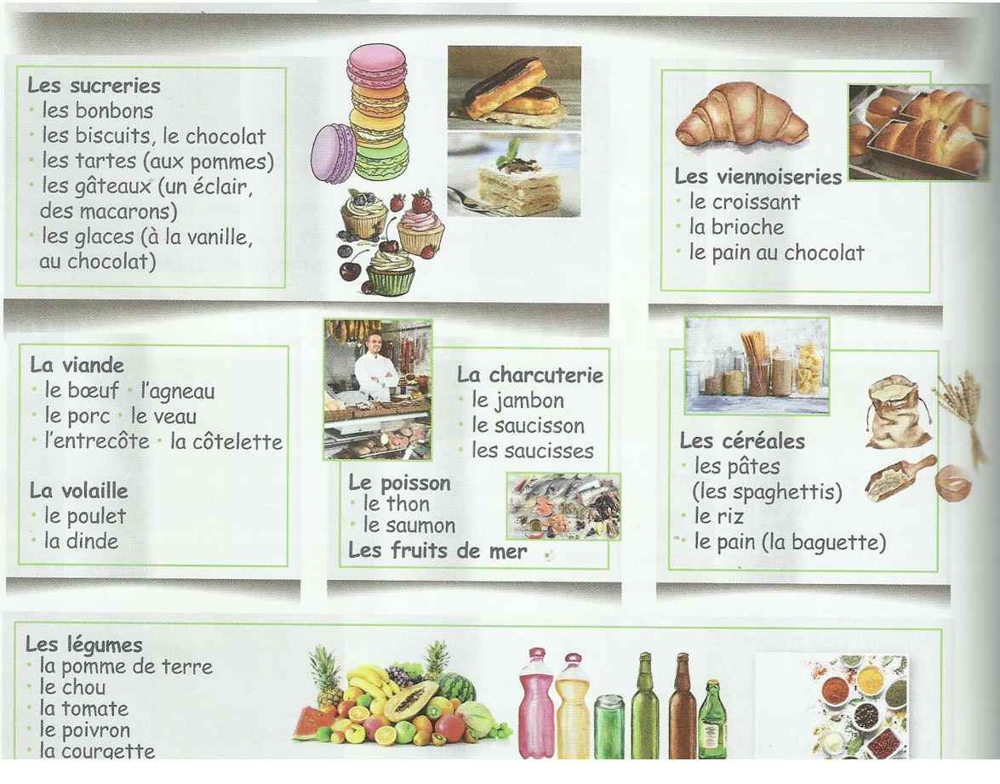 Les sucreries
• les bonbons
• les biscuits, le chocolat
• les tartes (aux pommes)
• les gâteaux (un éclair,
des macarons)
• les glaces (à la vanille,
au chocolat)
Les viennoiseries
• le croissant
• la brioche
• le pain au chocolat
La viande
• le bœuf • l'agneau
• le porc • le veau
• l'entrecôte • la côtelette
La volaille
• le poulet
• la dinde
La charcuterie
• le jambon
• le saucisson
• les saucisses
Le poisson
• le thon
• le saumon
Les fruits de mer
Les céréales
• les pâtes
(les spaghettis)
• le riz
• le pain (la baguette)
Les légumes
• la pomme de terre
• le chou
• la tomate
• le poivron
• la courgette